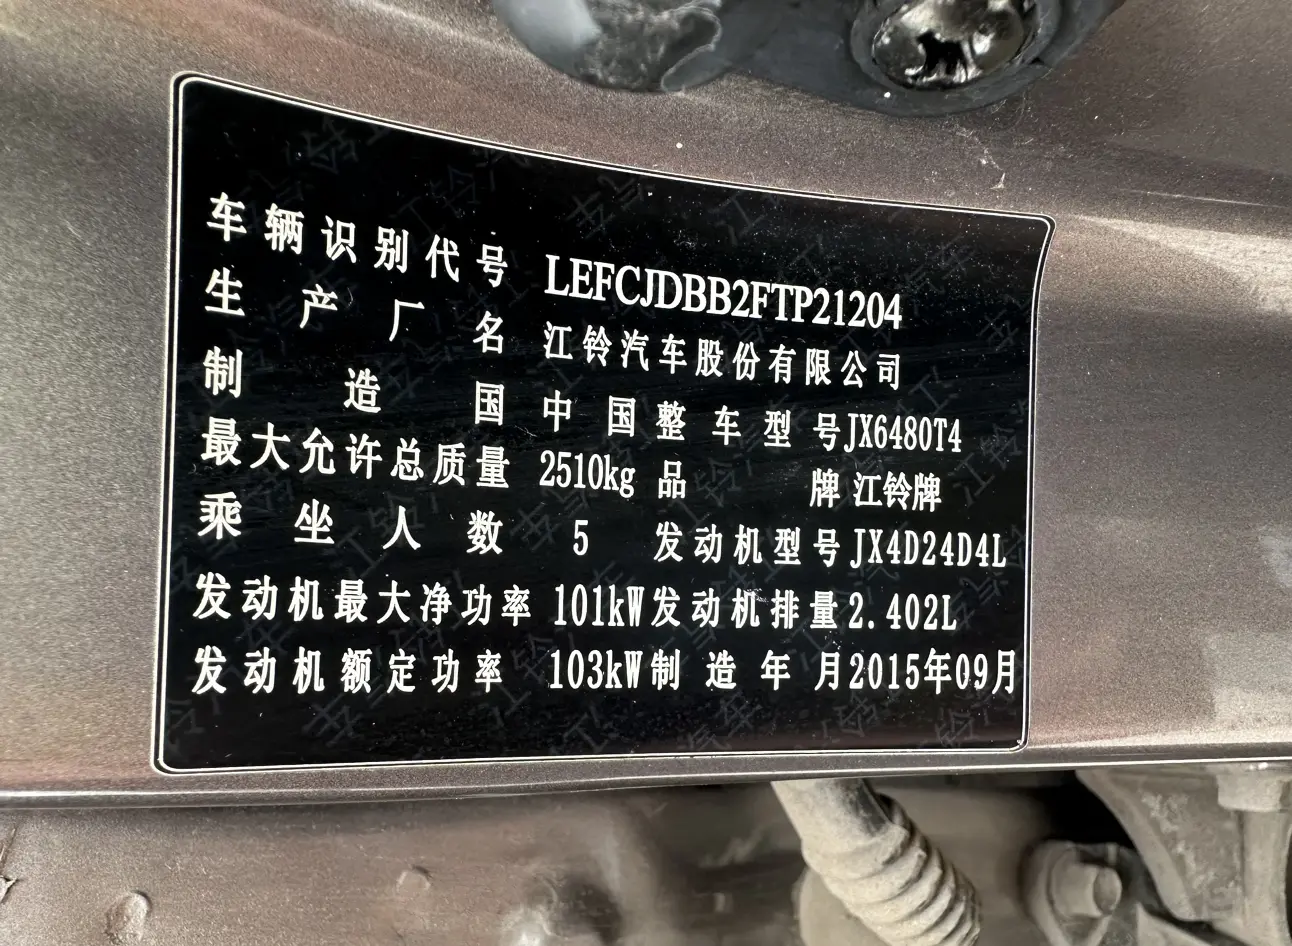 车辆识别代号 LEFCJDBB2FTP21204
生产厂名 江铃汽车股份有限公司
制造国 中国 整车型号 JX6480T4
最大允许总质量 2510kg 品牌 江铃牌
乘坐人数 5 发动机型号 JX4D24D4L
发动机最大净功率 101kW 发动机排量 2.402L
发动机额定功率 103kW 制造年月 2015年09月